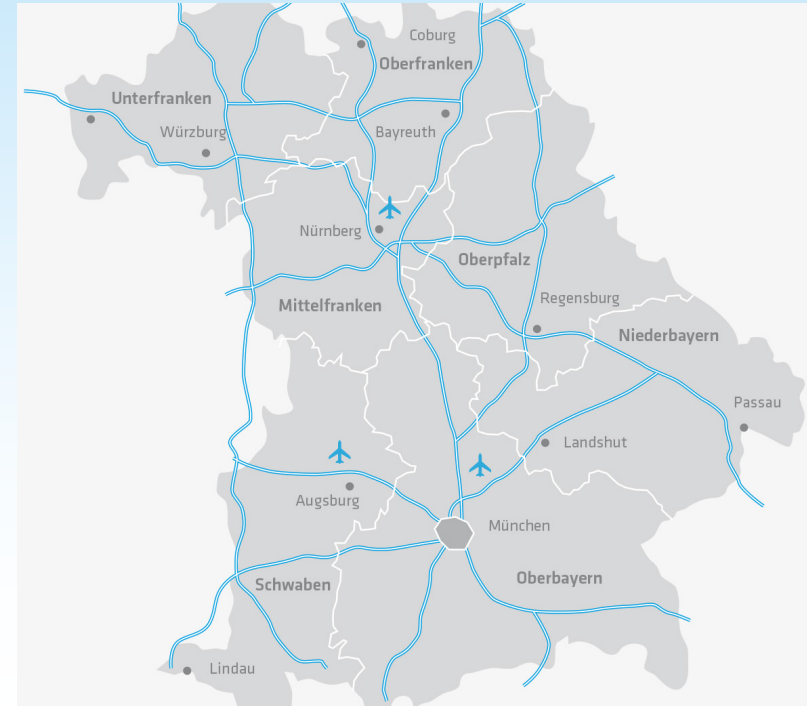 Coburg
Oberfranken
Unterfranken
Würzburg
Bayreuth
Nürnberg
Oberpfalz
Mittelfranken
Regensburg
Niederbayern
Passau
Landshut
Augsburg
München
Schwaben
Oberbayern
Lindau